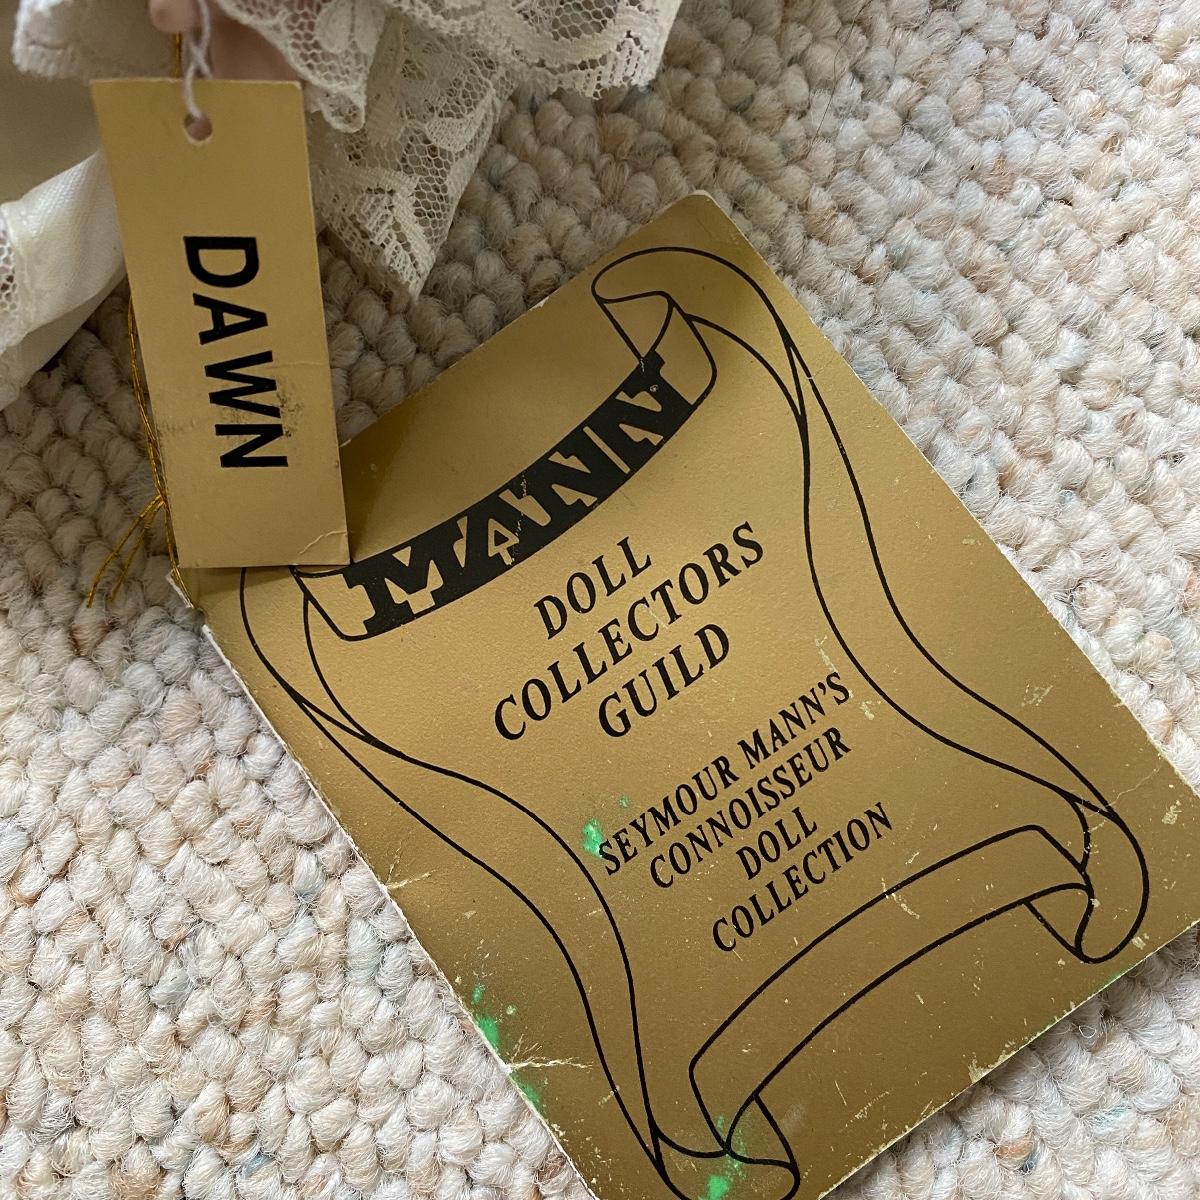 DAWN
MANN
DOLL
COLLECTORS
GUILD
SEYMOUR MANN'S
CONNOISSEUR
DOLL
COLLECTION